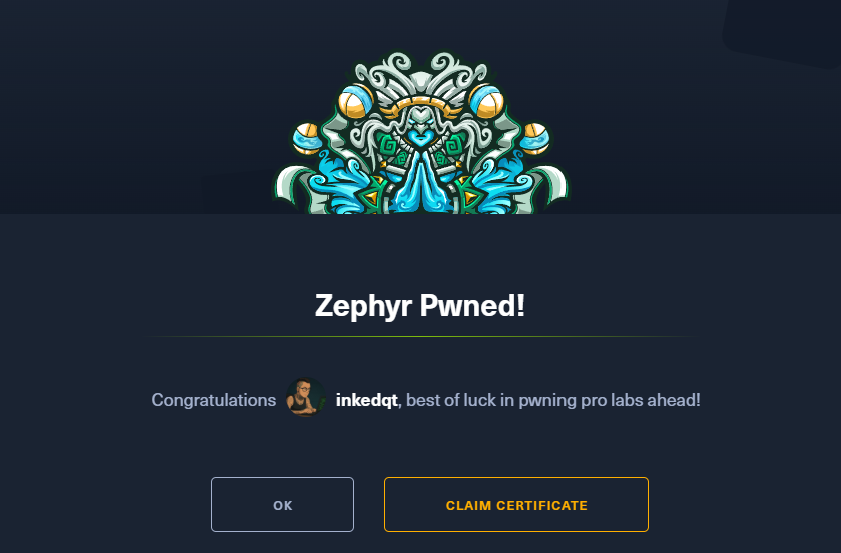 Zephyr Pwned!
Congratulations inkedqt, best of luck in pwning pro labs ahead!
OK
CLAIM CERTIFICATE